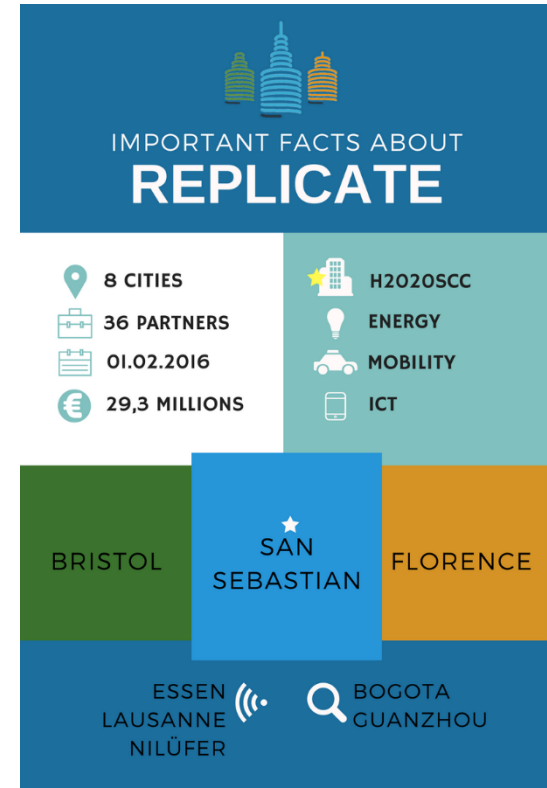 IMPORTANT FACTS ABOUT
REPLICATE
8 CITIES
36 PARTNERS
01.02.2016
€ 29,3 MILLIONS
H2020SCC
ENERGY
MOBILITY
ICT
BRISTOL
SAN
SEBASTIAN
FLORENCE
ESSEN
LAUSANNE
NILÜFER
BOGOTA
GUANZHOU